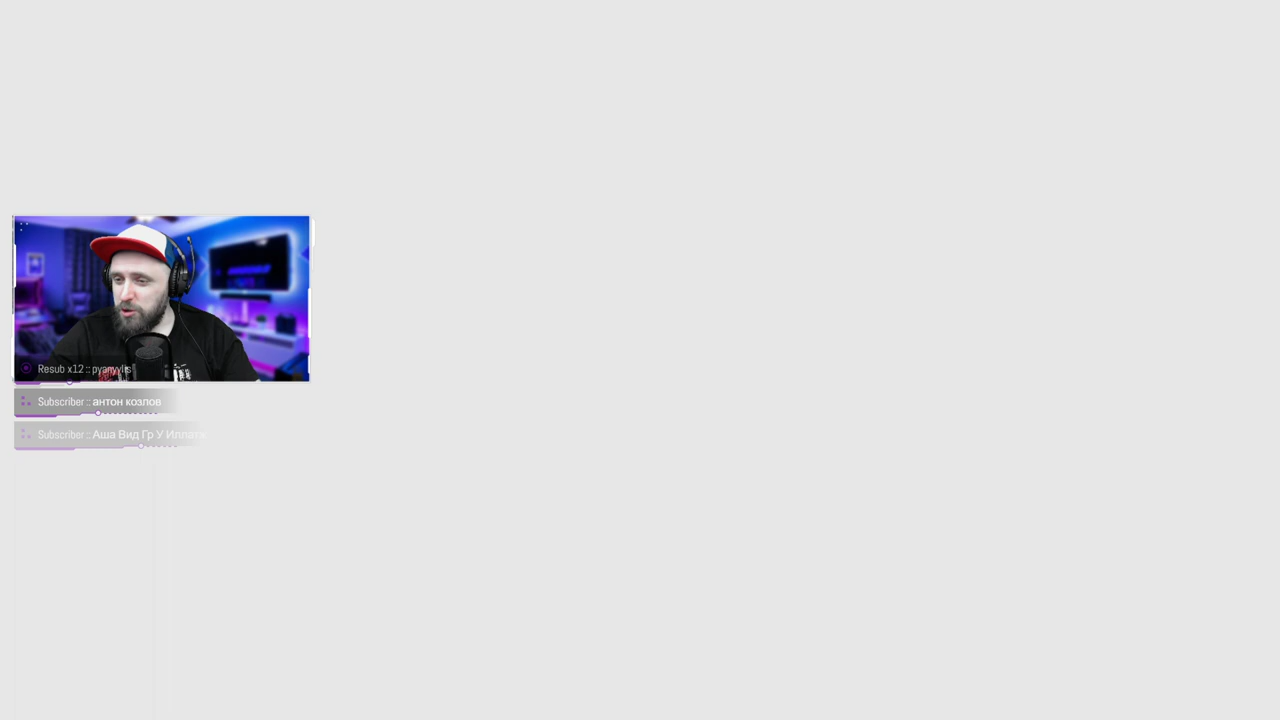 Resub x12 :: pyanyylis
Subscriber :: антон козлов
Subscriber :: Аша Вид Гр У